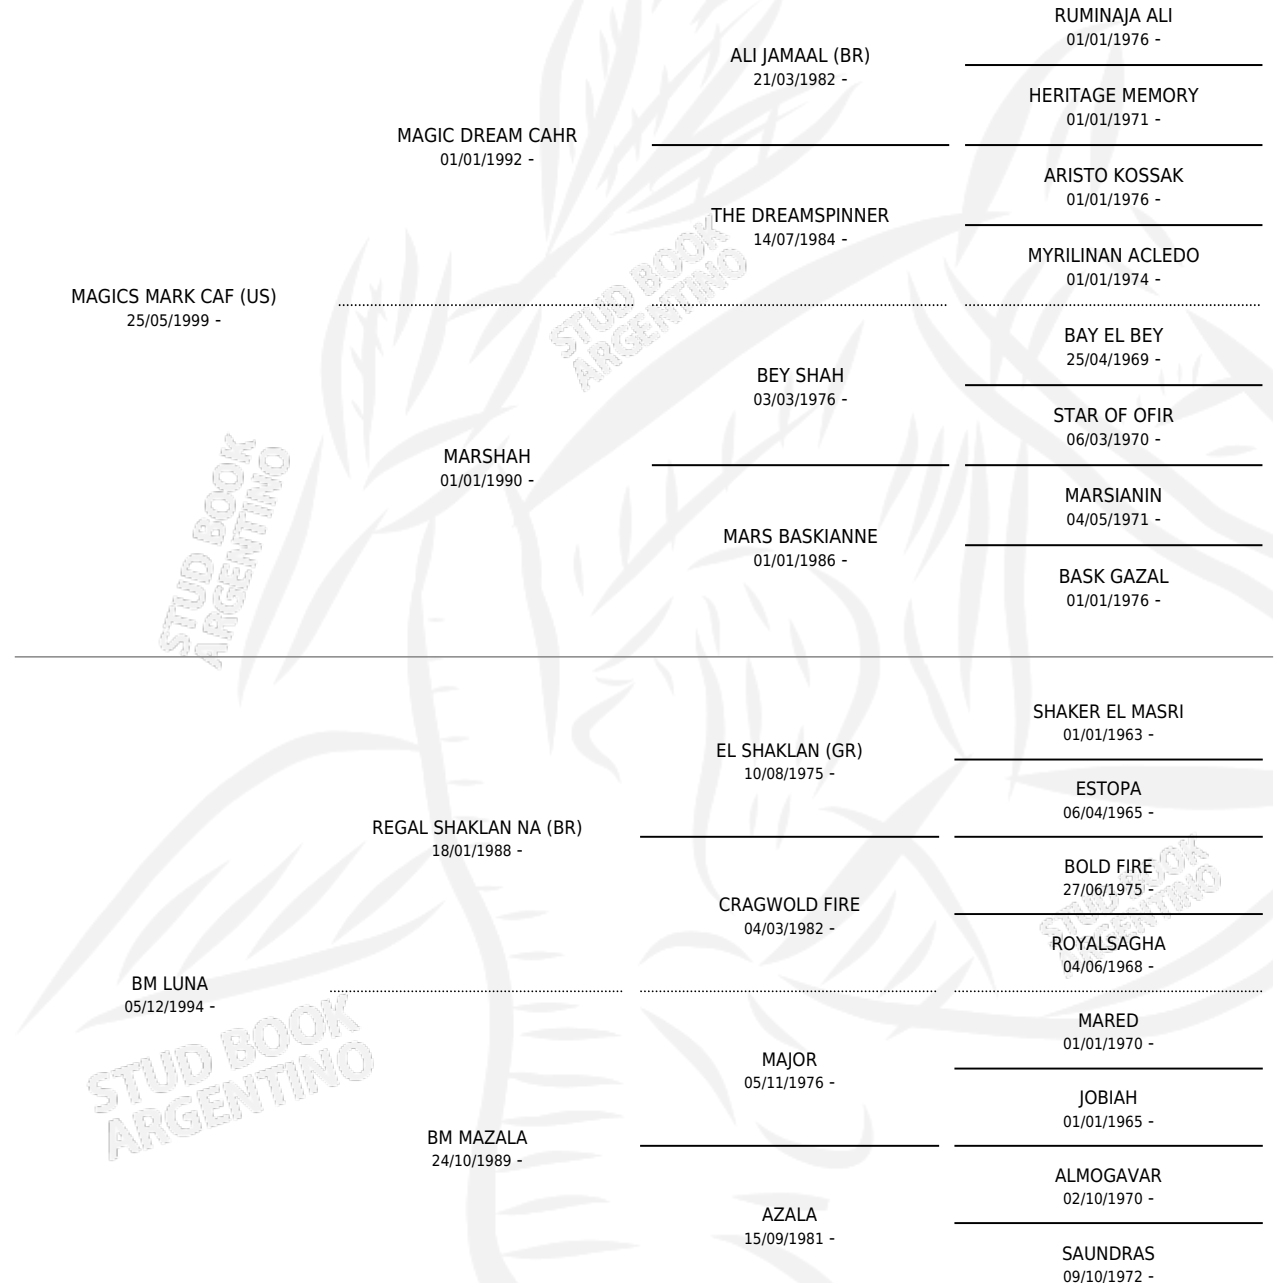 RUMINAJA ALI
01/01/1976 -
ALI JAMAAL (BR)
21/03/1982 -
HERITAGE MEMORY
01/01/1971 -
MAGIC DREAM CAHR
01/01/1992 -
ARISTO KOSSAK
01/01/1976 -
THE DREAMSPINNER
14/07/1984 -
MYRILINAN ACLEDO
01/01/1974 -
MAGICS MARK CAF (US)
25/05/1999 -
BAY EL BEY
25/04/1969 -
BEY SHAH
03/03/1976 -
STAR OF OFIR
06/03/1970 -
MARSHAH
01/01/1990 -
MARSIANIN
04/05/1971 -
MARS BASKIANNE
01/01/1986 -
BASK GAZAL
01/01/1976 -
STUD BOOK
ARGENTINO
STUD BOOK
ARGENTINO
SHAKER EL MASRI
01/01/1963 -
EL SHAKLAN (GR)
10/08/1975 -
ESTOPA
06/04/1965 -
REGAL SHAKLAN NA (BR)
18/01/1988 -
BOLD FIRE
27/06/1975 -
CRAGWOLD FIRE
04/03/1982 -
ROYALSAGHA
04/06/1968 -
STUD BOOK
ARGENTINO
BM LUNA
05/12/1994 -
MARED
01/01/1970 -
MAJOR
05/11/1976 -
JOBIAH
01/01/1965 -
BM MAZALA
24/10/1989 -
ALMOGAVAR
02/10/1970 -
AZALA
15/09/1981 -
SAUNDRAS
09/10/1972 -
STUD BOOK
ARGENTINO